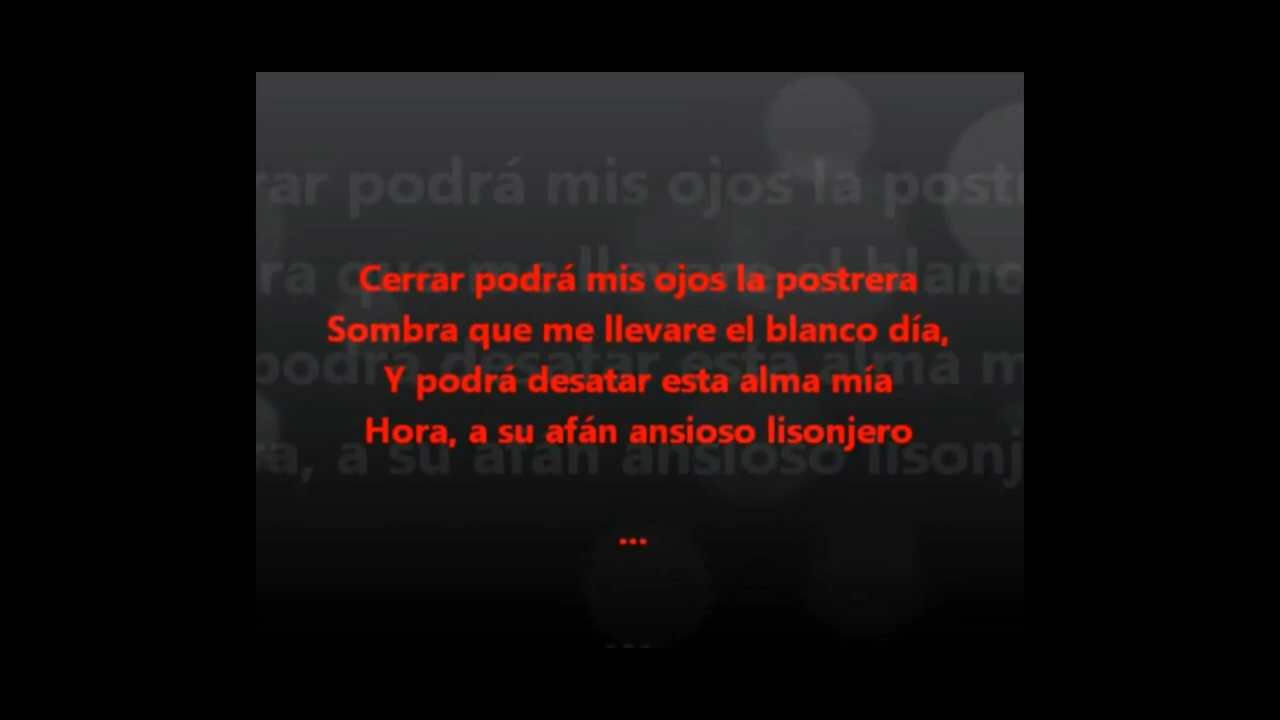 Cerrar podrá mis ojos la postrera
Sombra que me llevare el blanco día,
Y podrá desatar esta alma mía
Hora, a su afán ansioso lisonjero
...